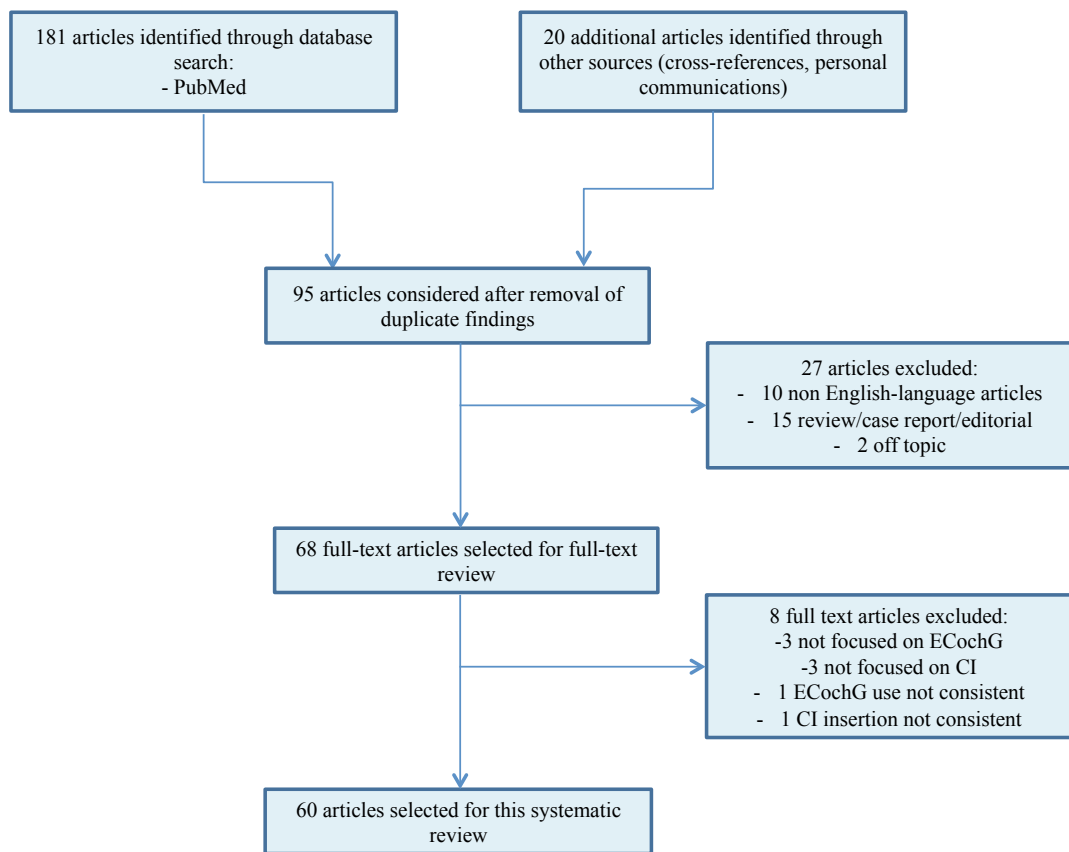 181 articles identified through database
search:
- PubMed
20 additional articles identified through
other sources (cross-references, personal
communications)
95 articles considered after removal of
duplicate findings
27 articles excluded:
- 10 non English-language articles
- 15 review/case report/editorial
- 2 off topic
68 full-text articles selected for full-text
review
8 full text articles excluded:
-3 not focused on ECochG
-3 not focused on CI
- 1 ECochG use not consistent
- 1 CI insertion not consistent
60 articles selected for this systematic
review